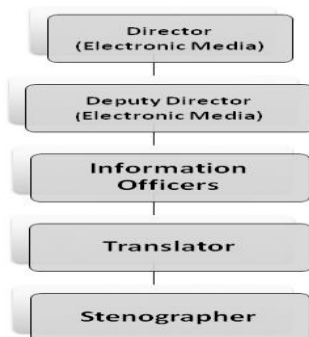 Director
(Electronic Media)
Deputy Director
(Electronic Media)
Information
Officers
Translator
Stenographer